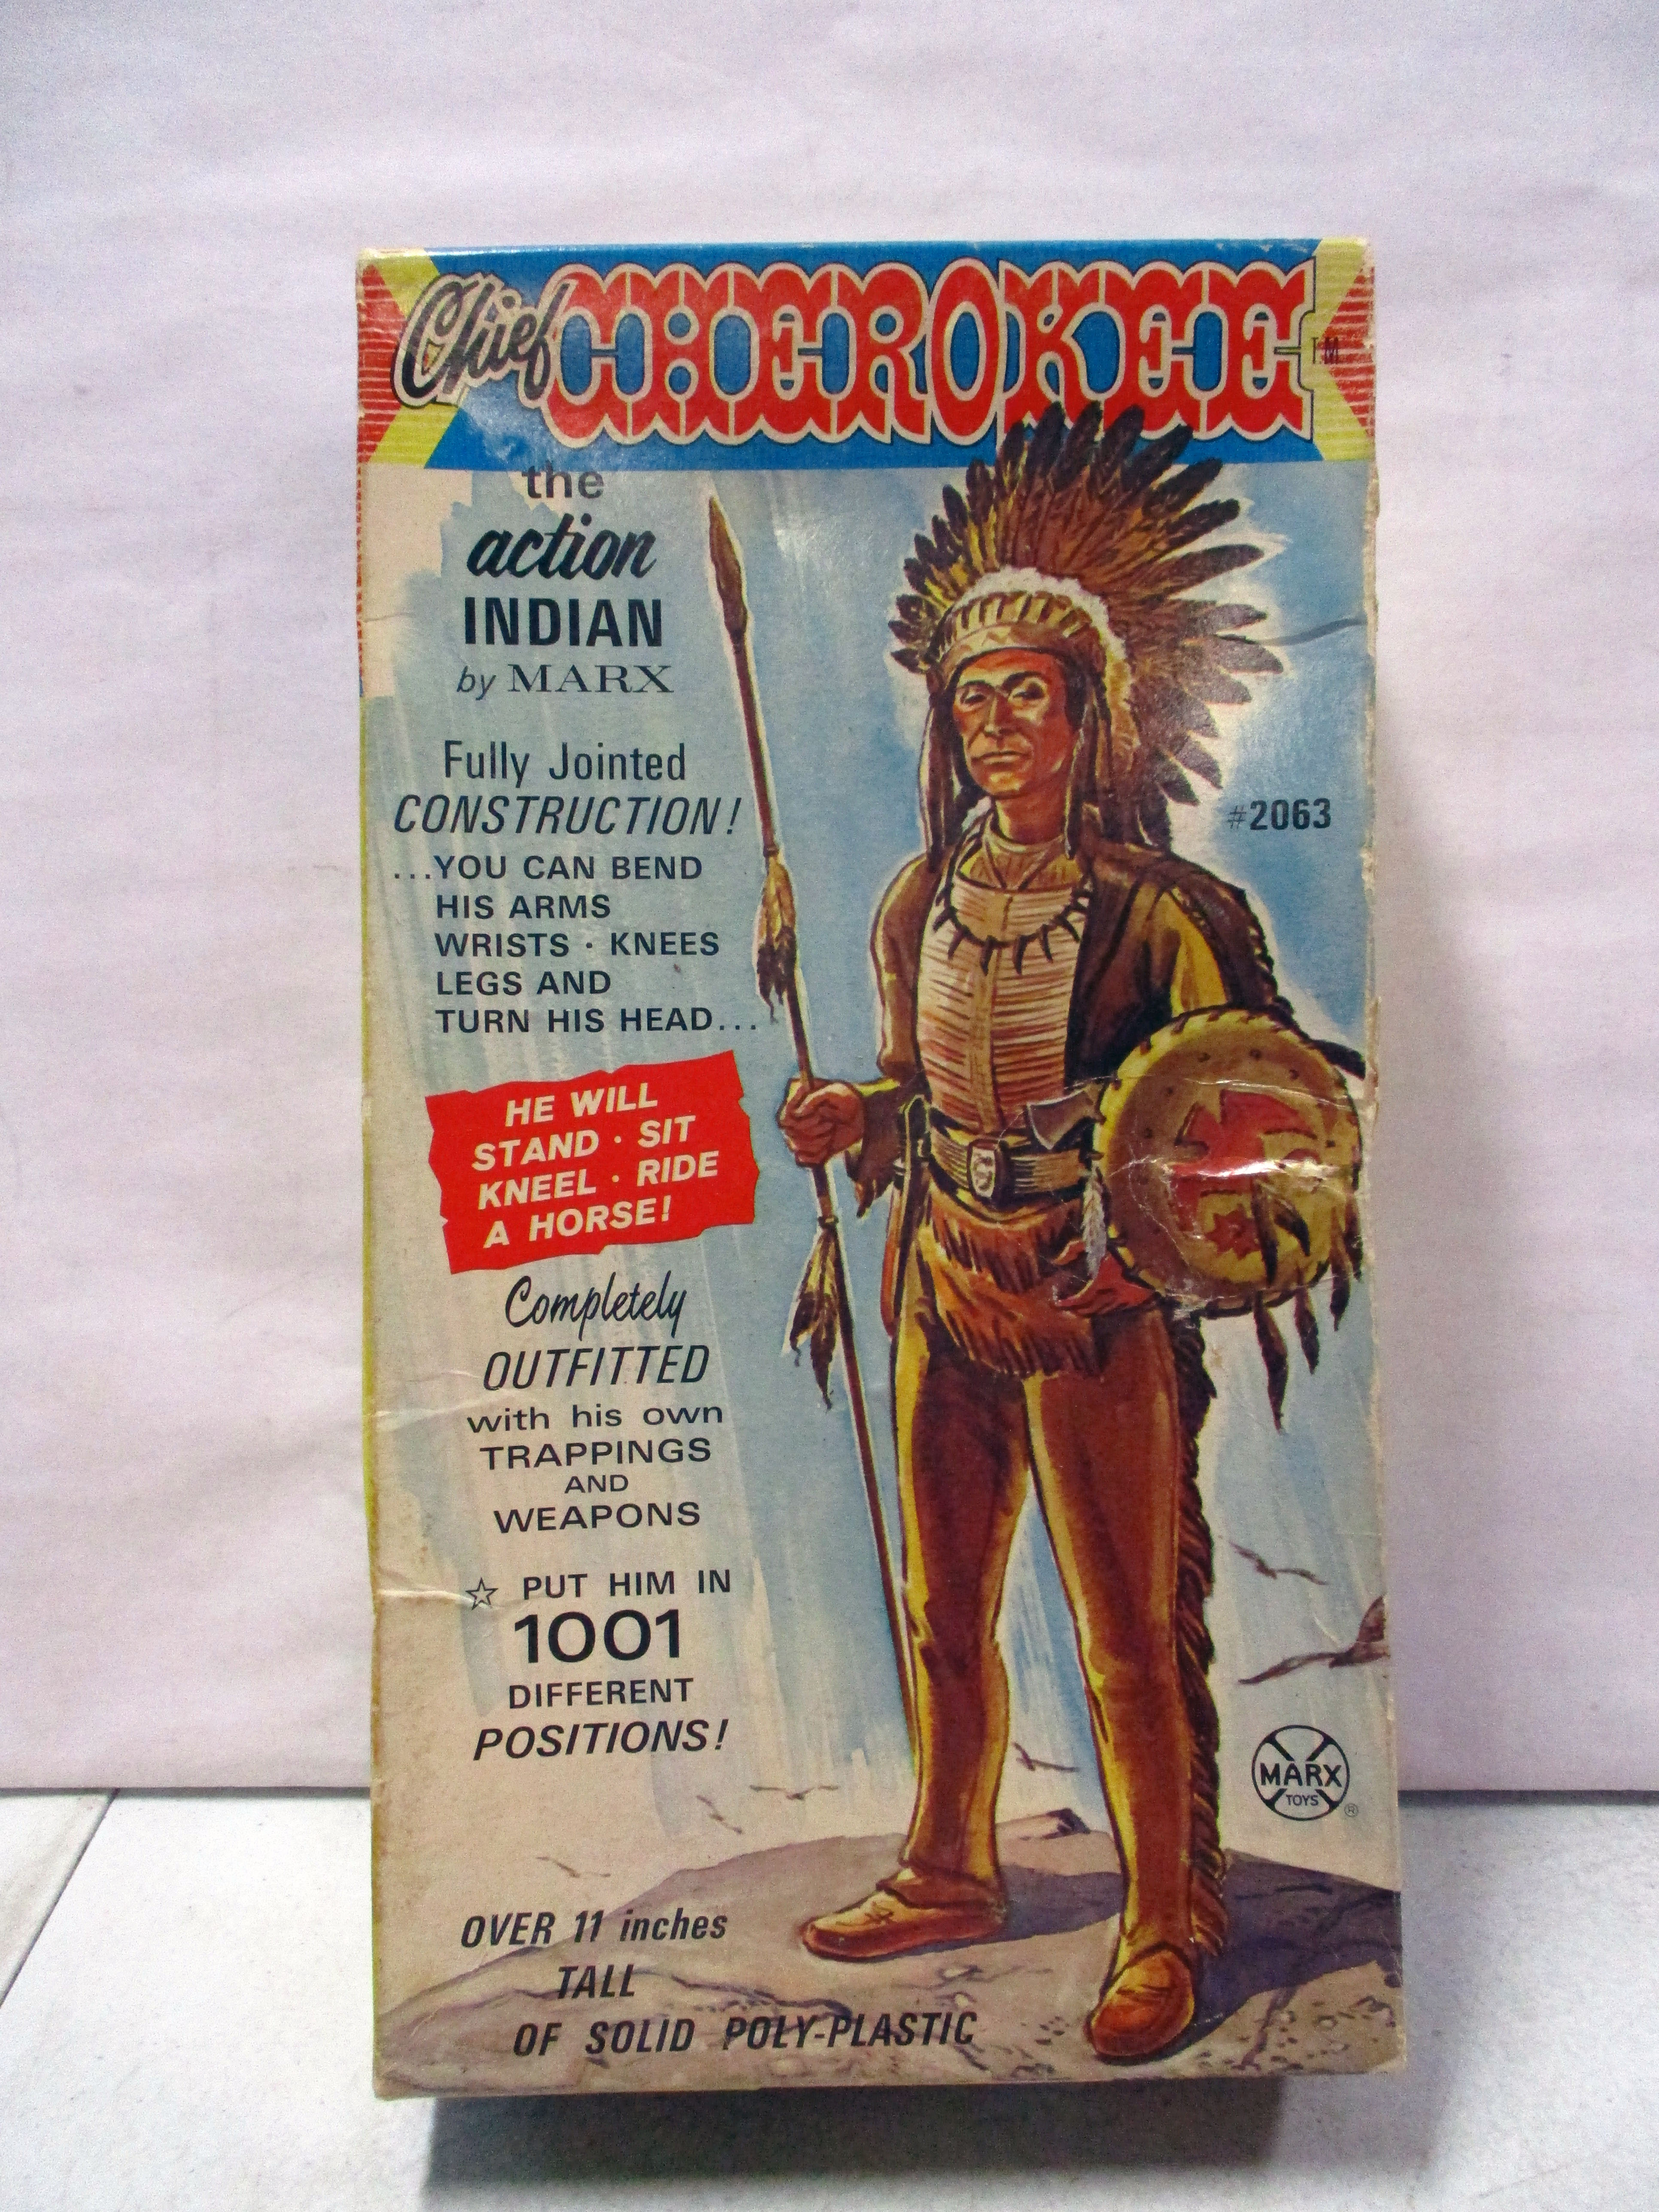 Chief CHEROKEE T.M.
the
action
INDIAN
by MARX
Fully Jointed
CONSTRUCTION!
...YOU CAN BEND
HIS ARMS
WRISTS · KNEES
LEGS AND
TURN HIS HEAD...
HE WILL
STAND · SIT
KNEEL · RIDE
A HORSE!
#2063
Completely
OUTFITTED
with his own
TRAPPINGS
AND
WEAPONS
☆ PUT HIM IN
1001
DIFFERENT
POSITIONS!
MARX
TOYS
®
OVER 11 inches
TALL
OF SOLID POLY-PLASTIC